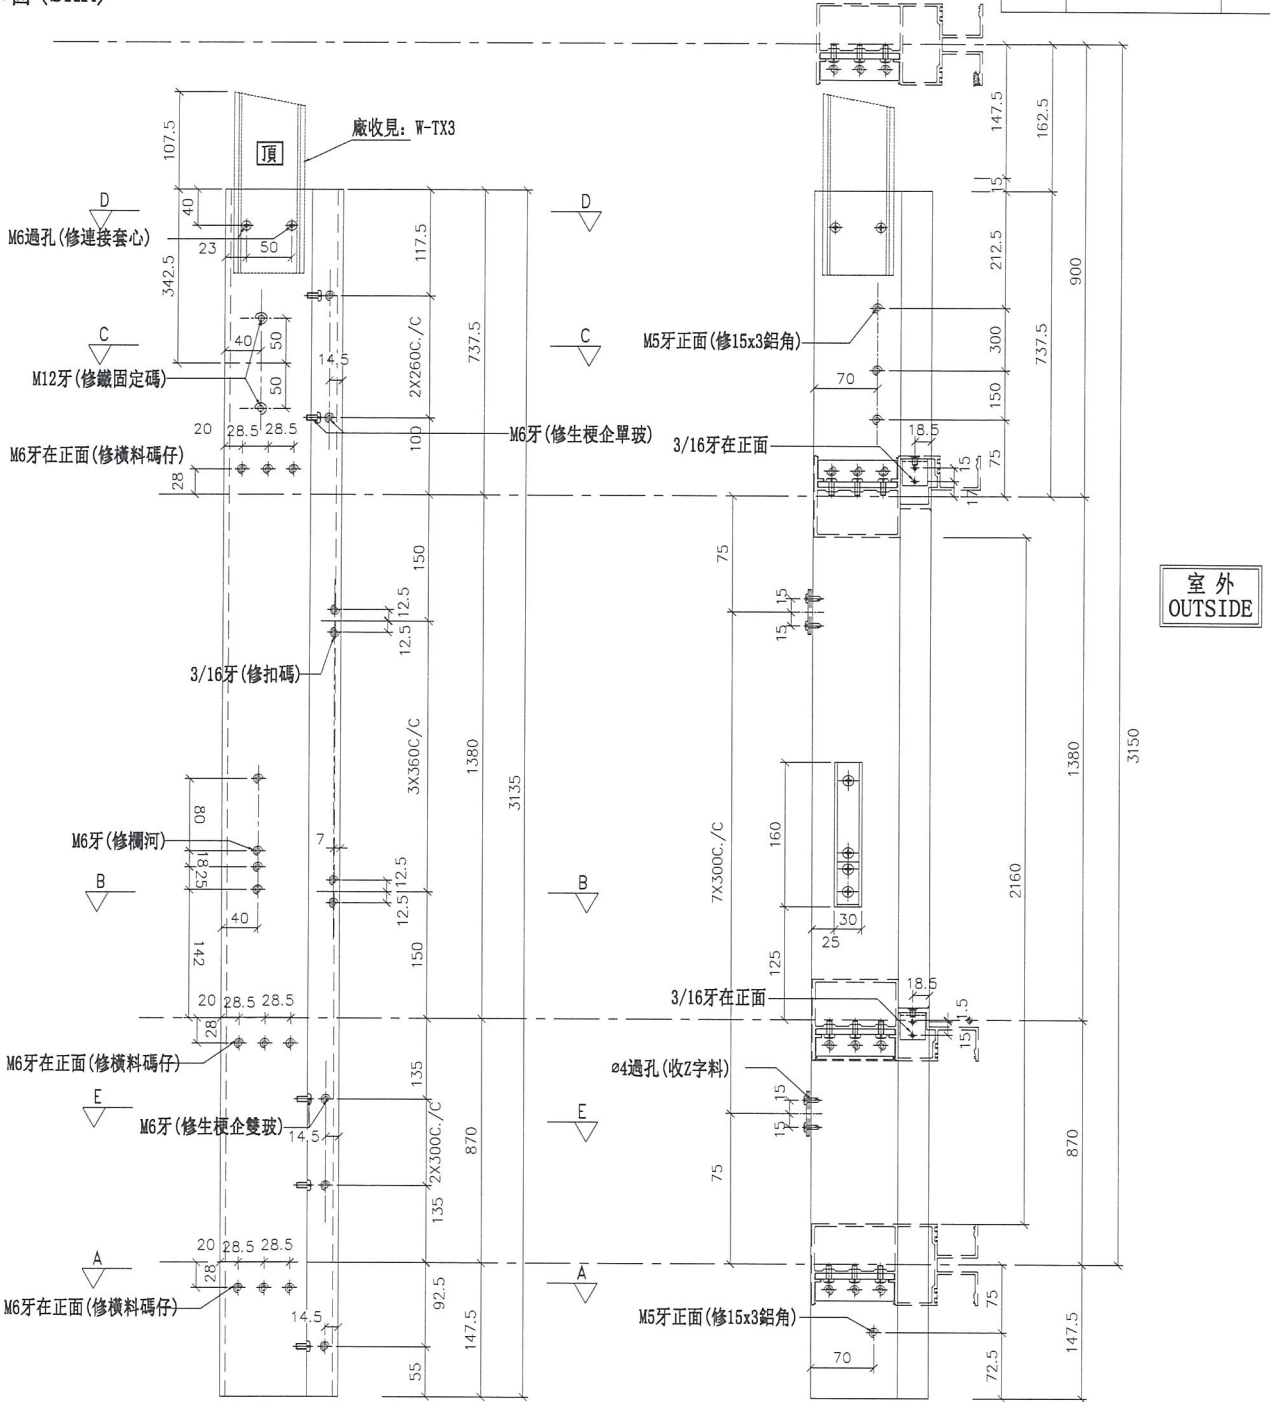 107.5
頂
廠收見: W-TX3
D
40
M6過孔(修連接套心)
23
50
342.5
117.5
C
40
50
14.5
2X260C./C
737.5
M12牙(修鐵固定碼)
50
20
28.5
28.5
100
M6牙(修生梗企單玻)
M6牙在正面(修橫料碼仔)
28
150
12.5
12.5
3/16牙(修扣碼)
3X360C/C
1380
3135
80
M6牙(修欄河)
18
25
7
12.5
12.5
B
40
142
150
20
28.5
28.5
28
M6牙在正面(修橫料碼仔)
135
E
M6牙(修生梗企雙玻)
14.5
2X300C./C
870
135
A
20
28.5
28.5
28
M6牙在正面(修橫料碼仔)
92.5
14.5
147.5
55
147.5
162.5
15
D
212.5
900
C
M5牙正面(修15x3鋁角)
300
737.5
70
150
3/16牙在正面
18.5
75
15
17
75
15
15
室外
OUTSIDE
160
1380
3150
7X300C./C
2160
B
30
25
125
18.5
3/16牙在正面
1.5
15
ø4過孔(收Z字料)
15
E
15
75
870
A
75
M5牙正面(修15x3鋁角)
70
72.5
147.5